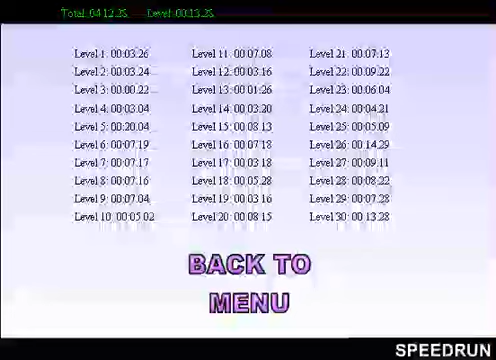 Total: 04:12.28 Level: 00:13.28
Level 1: 00:03.26 Level 11: 00:07.08 Level 21: 00:07.13
Level 2: 00:03.24 Level 12: 00:03.16 Level 22: 00:09.22
Level 3: 00:00.22 Level 13: 00:01.26 Level 23: 00:06.04
Level 4: 00:03.04 Level 14: 00:03.20 Level 24: 00:04.21
Level 5: 00:20.04 Level 15: 00:08.13 Level 25: 00:05.09
Level 6: 00:07.19 Level 16: 00:07.18 Level 26: 00:14.29
Level 7: 00:07.17 Level 17: 00:03.18 Level 27: 00:09.11
Level 8: 00:07.16 Level 18: 00:05.28 Level 28: 00:08.22
Level 9: 00:07.04 Level 19: 00:03.16 Level 29: 00:07.28
Level 10: 00:05.02 Level 20: 00:08.15 Level 30: 00:13.28
BACK TO
MENU
SPEEDRUN